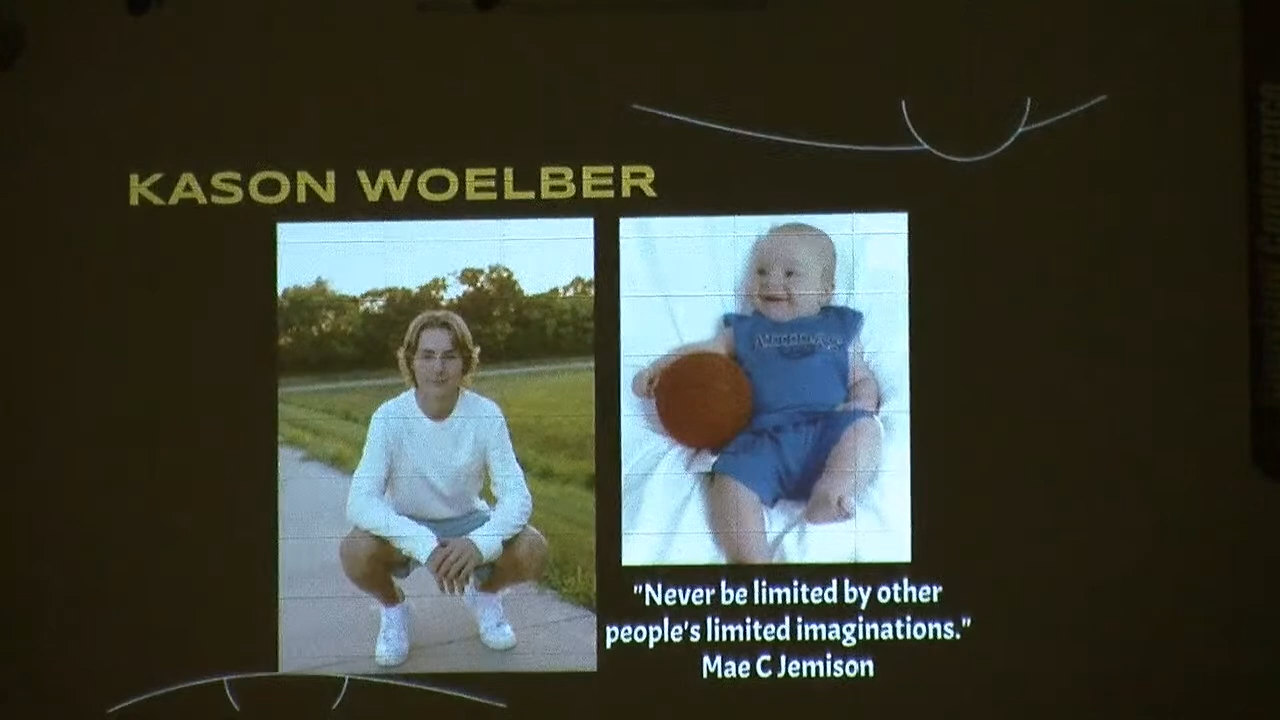 KASON WOELBER
"Never be limited by other
people's limited imaginations."
Mae C Jemison